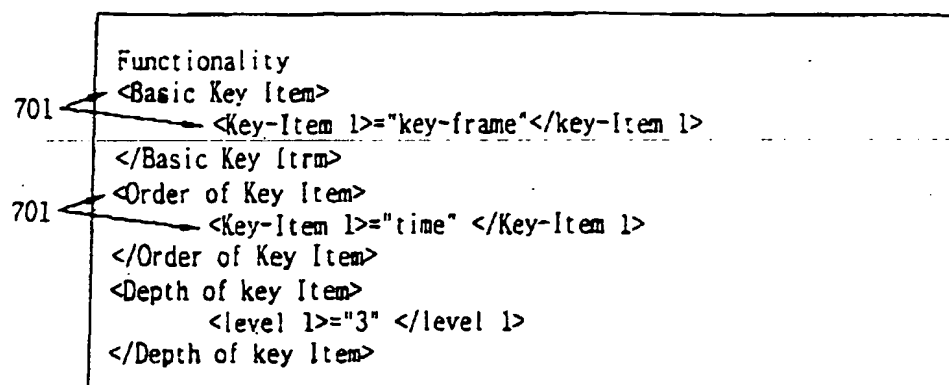 Functionality
701
<Basic Key Item>
<Key-Item 1>="key-frame"</key-Item 1>
</Basic Key Itrm>
701
<Order of Key Item>
<Key-Item 1>="time" </Key-Item 1>
</Order of Key Item>
<Depth of key Item>
<level 1>="3" </level 1>
</Depth of key Item>